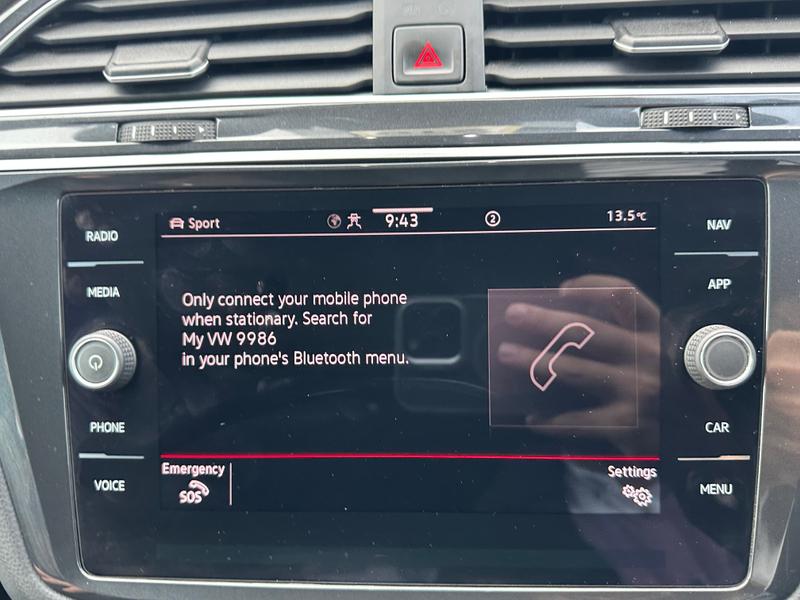 Sport
9:43
2
13.5°C
RADIO
MEDIA
PHONE
VOICE
NAV
APP
CAR
MENU
Only connect your mobile phone
when stationary. Search for
My VW 9986
in your phone's Bluetooth menu.
Emergency
SOS
Settings